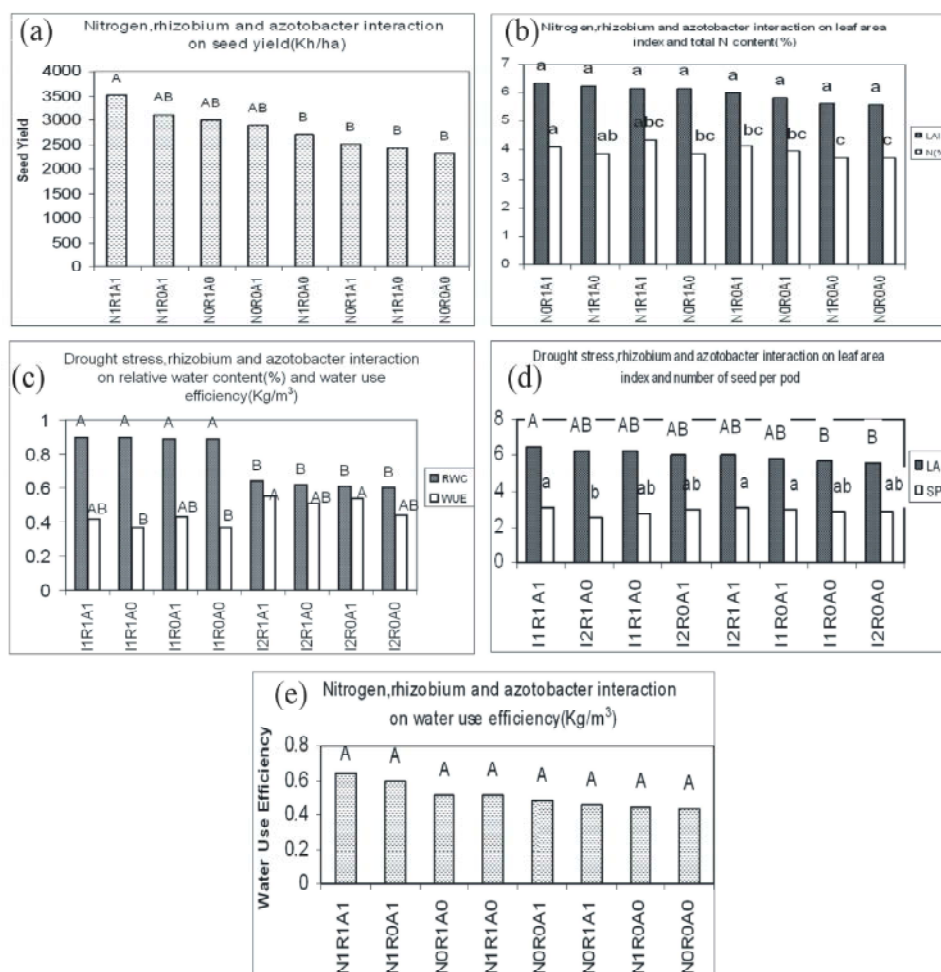 (a)
Nitrogen,rhizobium and azotobacter interaction
on seed yield(Kh/ha)
Seed Yield
4000
3500
3000
2500
2000
1500
1000
500
0
A
AB
AB
AB
B
B
B
B
N1R1A1
N1R0A1
N0R1A0
N0R0A1
N1R0A0
N0R1A1
N1R1A0
N0R0A0
(b)
Nitrogen,rhizobium and azotobacter interaction on leaf area
index and total N content(%)
7
6
5
4
3
2
1
0
a a a a a a a a
a ab abc bc bc bc c c
N0R1A1
N1R1A0
N1R1A1
N0R1A0
N1R0A1
N0R0A1
N1R0A0
N0R0A0
LAI
N(%
(c)
Drought stress,rhizobium and azotobacter interaction
on relative water content(%) and water use
efficiency(Kg/m³)
1
0.8
0.6
0.4
0.2
0
A A A A B B B B
AB B AB B A AB A AB
I1R1A1
I1R1A0
I1R0A1
I1R0A0
I2R1A1
I2R1A0
I2R0A1
I2R0A0
RWC
WUE
(d)
Drought stress,rhizobium and azotobacter interaction on leaf area
index and number of seed per pod
8
6
4
2
0
A AB AB AB AB AB B B
a b ab ab a a ab ab
I1R1A1
I2R1A0
I1R1A0
I2R0A1
I2R1A1
I1R0A1
I1R0A0
I2R0A0
LA
SP
(e)
Nitrogen,rhizobium and azotobacter interaction
on water use efficiency(Kg/m³)
Water Use Efficiency
0.8
0.6
0.4
0.2
0
A A A A A A A A
N1R1A1
N1R0A1
N0R1A0
N1R1A0
N0R0A1
N0R1A1
N1R0A0
N0R0A0